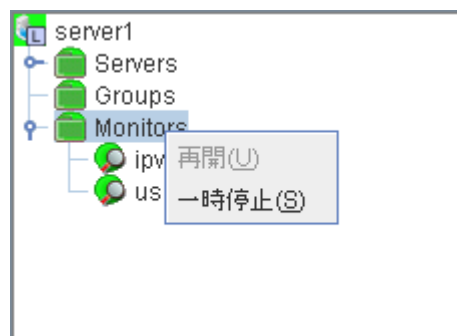 server1
Servers
Groups
Monitors
ipv
us
再開(U)
一時停止(S)